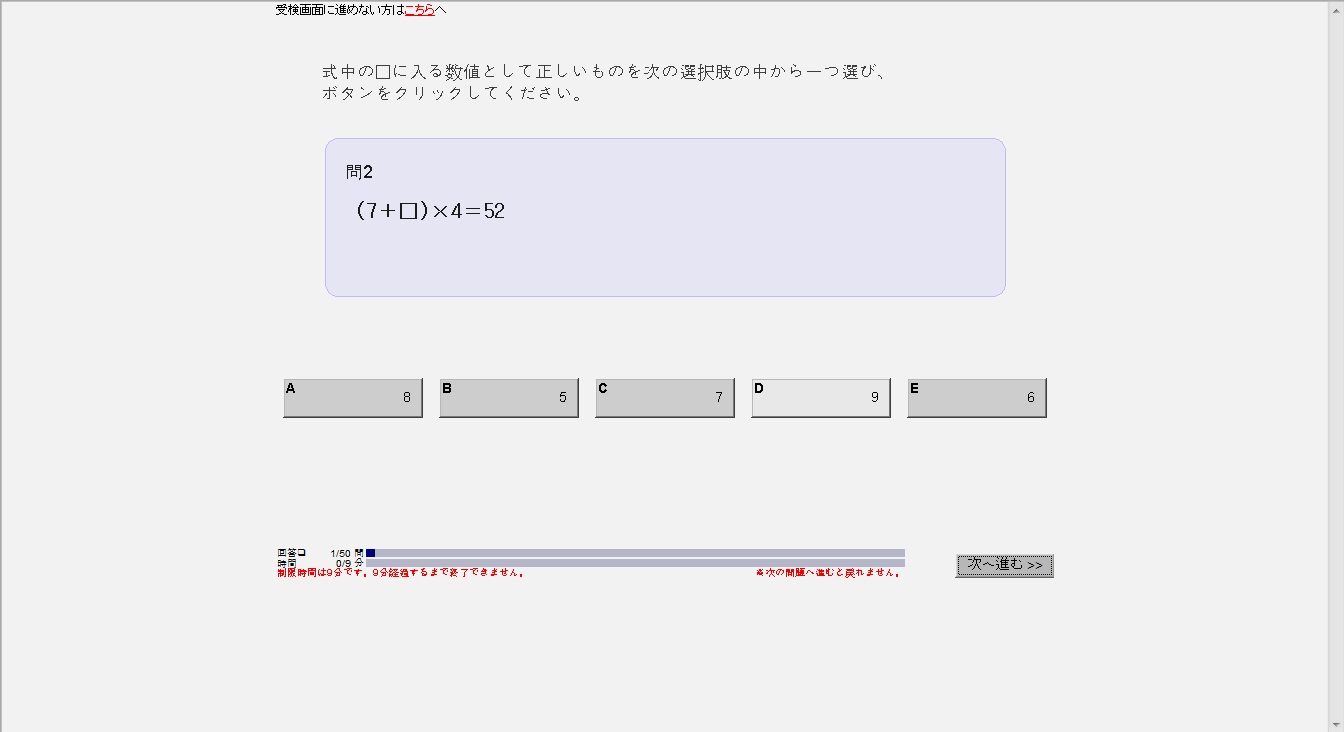 受検画面に進めない方はこちらへ
式中の□に入る数値として正しいものを次の選択肢の中から一つ選び、
ボタンをクリックしてください。
問2
(7＋□)×4＝52
A 8
B 5
C 7
D 9
E 6
回答□ 1/50 問
時間 0/9 分
制限時間は9分です。9分経過するまで終了できません。
※次の問題へ進むと戻れません。
次へ進む >>